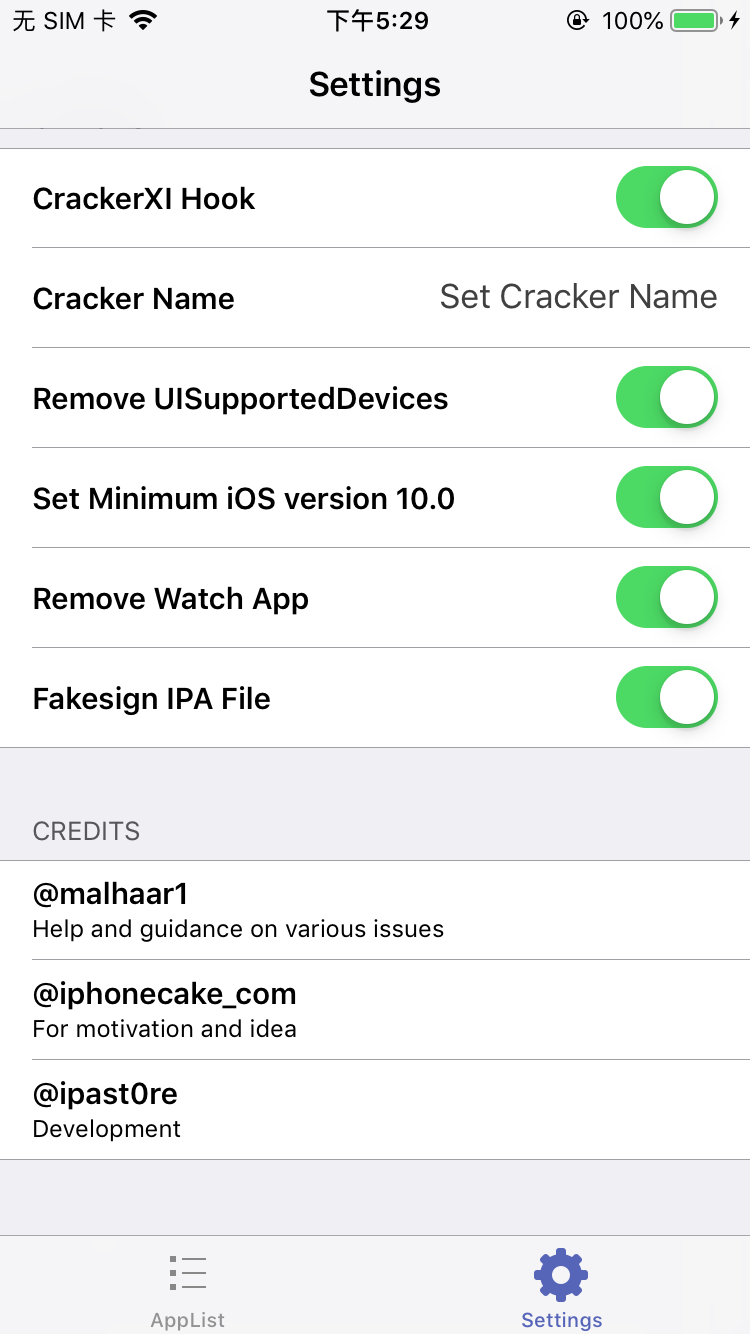 无 SIM 卡 下午5:29 100%
Settings
CrackerXI Hook
Cracker Name Set Cracker Name
Remove UISupportedDevices
Set Minimum iOS version 10.0
Remove Watch App
Fakesign IPA File
CREDITS
@malhaar1
Help and guidance on various issues
@iphonecake_com
For motivation and idea
@ipast0re
Development
AppList Settings